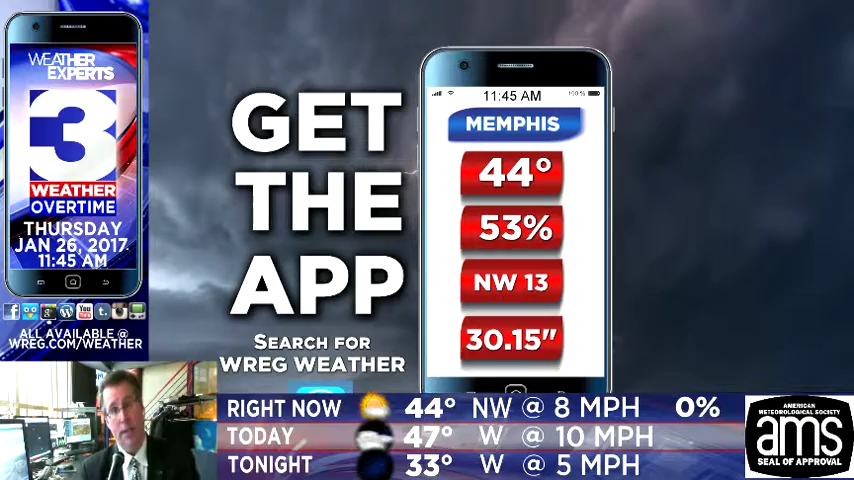 WEATHER
EXPERTS
3
WEATHER
OVERTIME
THURSDAY
JAN 26, 2017
11:45 AM
f
t.
You
ALL AVAILABLE @
WREG.COM/WEATHER
GET
THE
APP
SEARCH FOR
WREG WEATHER
11:45 AM
100 %
MEMPHIS
44°
53%
NW 13
30.15"
RIGHT NOW 44° NW @ 8 MPH 0%
TODAY 47° W @ 10 MPH
TONIGHT 33° W @ 5 MPH
AMERICAN
METEOROLOGICAL SOCIETY
ams
SEAL OF APPROVAL